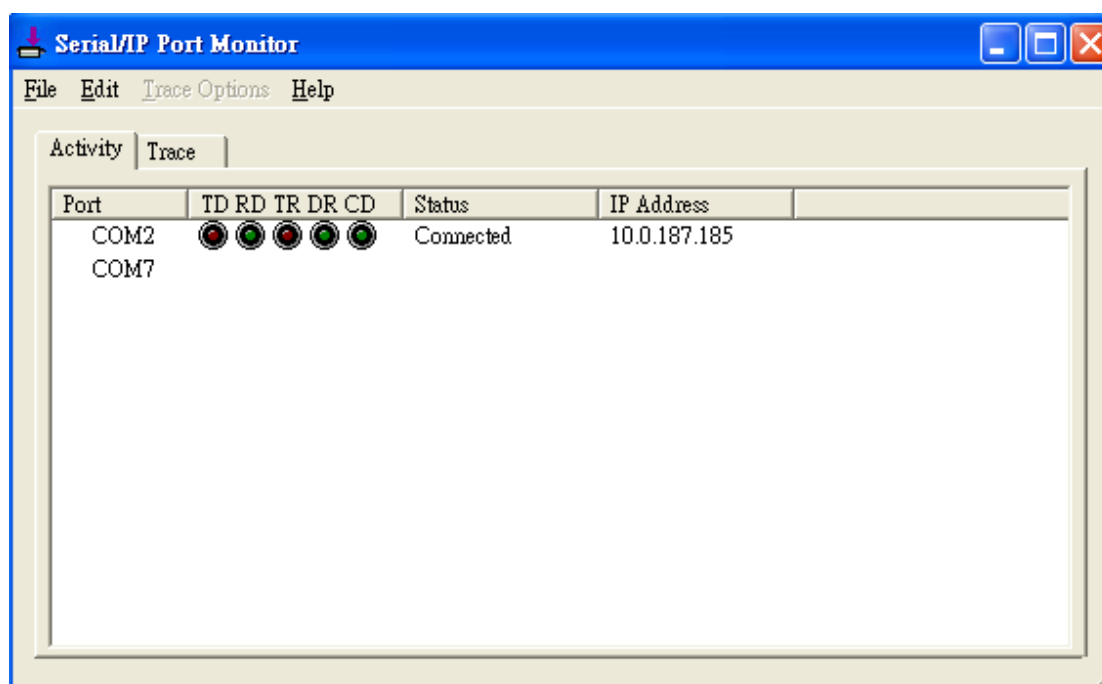 Serial/IP Port Monitor
File Edit Trace Options Help
Activity Trace
Port TD RD TR DR CD Status IP Address
COM2 Connected 10.0.187.185
COM7